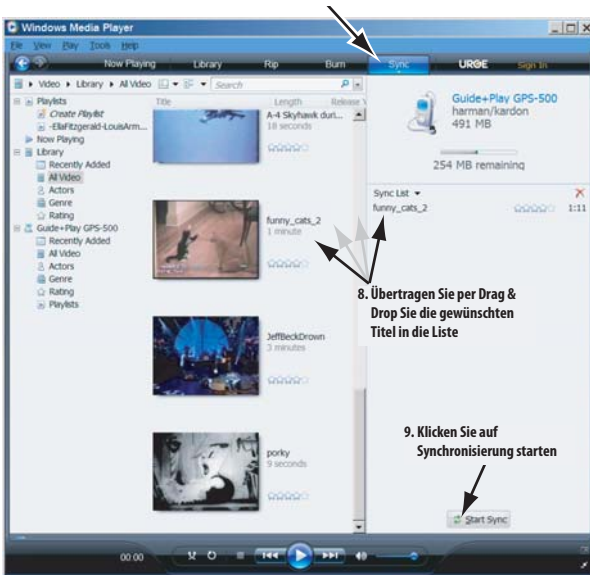 Windows Media Player
File View Play Tools Help
Now Playing Library Rip Burn Sync URGE Sign In
Video Library All Video Search
Playlists
Create Playlist
-EllaFitzgerald-LouisArm...
Now Playing
Library
Recently Added
All Video
Actors
Genre
Rating
Guide+Play GPS-500
Recently Added
All Video
Actors
Genre
Rating
Playlists
Title Length Release Y
A-4 Skyhawk duri...
18 seconds
funny_cats_2
1 minute
JeffBeckDrown
3 minutes
porky
9 seconds
Guide+Play GPS-500
harman/kardon
491 MB
254 MB remaining
Sync List
funny_cats_2 1:11
8. Übertragen Sie per Drag &
Drop Sie die gewünschten
Titel in die Liste
9. Klicken Sie auf
Synchronisierung starten
Start Sync
00:00